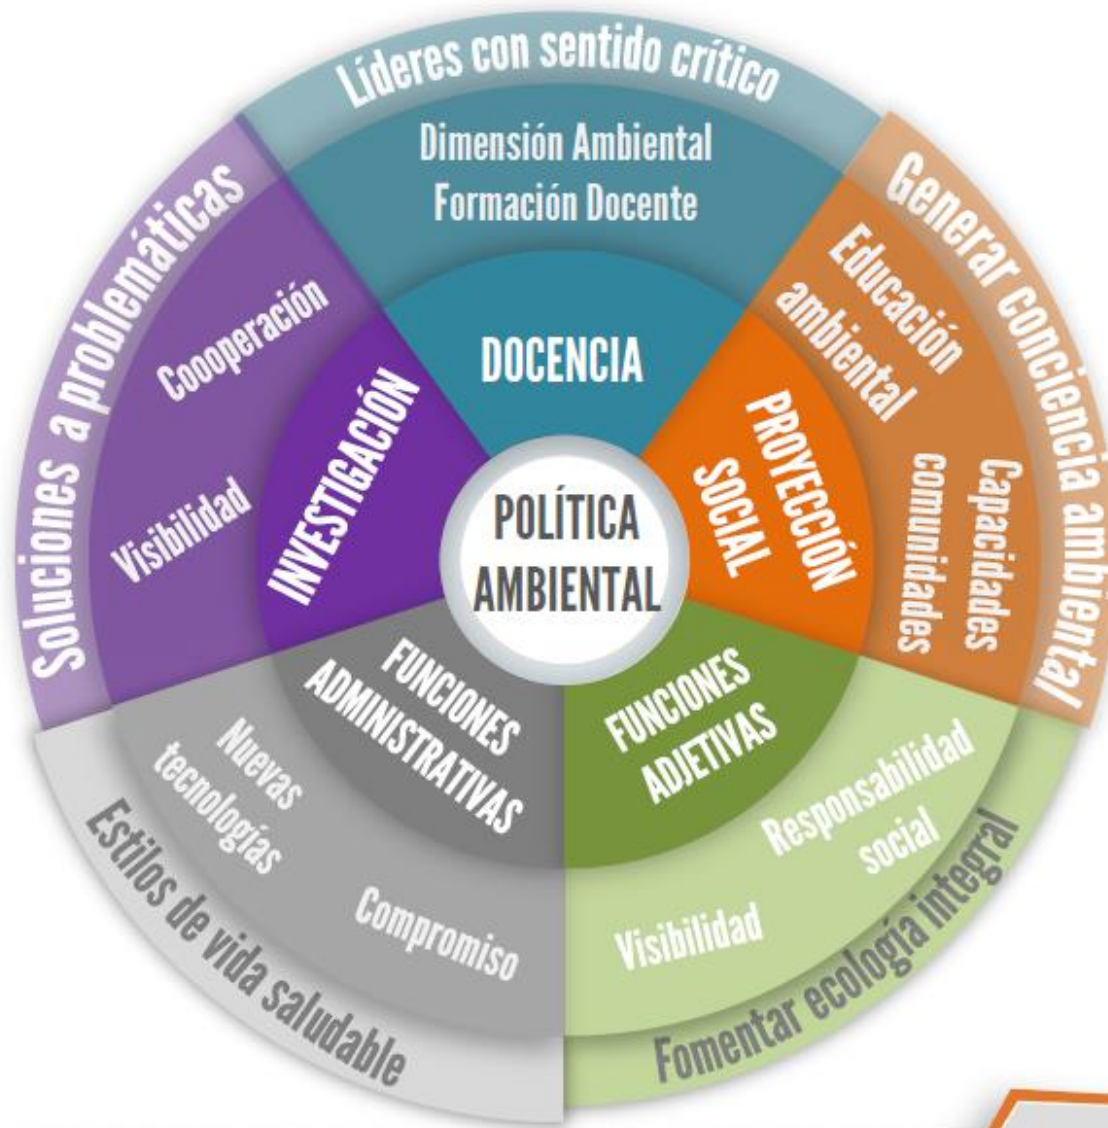 Líderes con sentido crítico
Dimensión Ambiental
Formación Docente
DOCENCIA
Generar conciencia ambiental
Educación
ambiental
Capacidades
comunidades
PROYECCIÓN
SOCIAL
Fomentar ecología integral
Responsabilidad
social
Visibilidad
FUNCIONES
ADJETIVAS
Estilos de vida saludable
Nuevas
tecnologías
Compromiso
FUNCIONES
ADMINISTRATIVAS
Soluciones a problemáticas
Coooperación
Visibilidad
INVESTIGACIÓN
POLÍTICA
AMBIENTAL